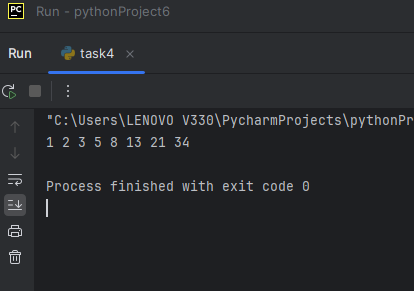 PC
Run - pythonProject6
Run task4
"C:\Users\LENOVO V330\PycharmProjects\pythonPr
1 2 3 5 8 13 21 34
Process finished with exit code 0